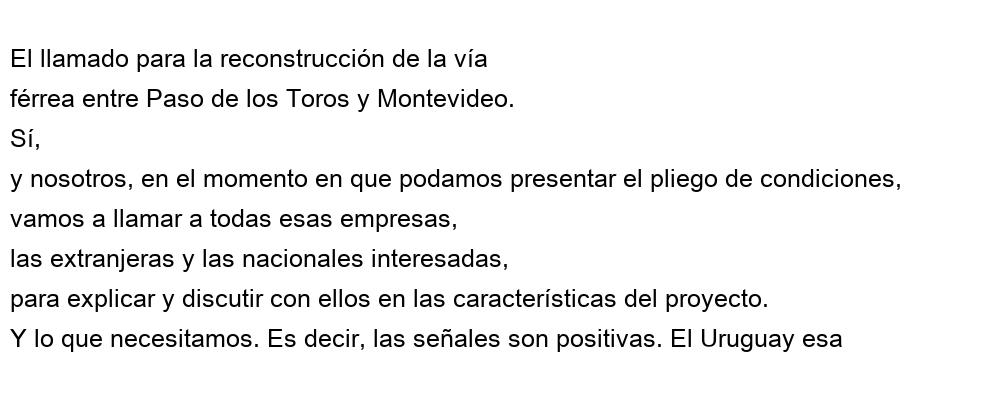 El llamado para la reconstrucción de la vía
férrea entre Paso de los Toros y Montevideo.
Sí,
y nosotros, en el momento en que podamos presentar el pliego de condiciones,
vamos a llamar a todas esas empresas,
las extranjeras y las nacionales interesadas,
para explicar y discutir con ellos en las características del proyecto.
Y lo que necesitamos. Es decir, las señales son positivas. El Uruguay esa